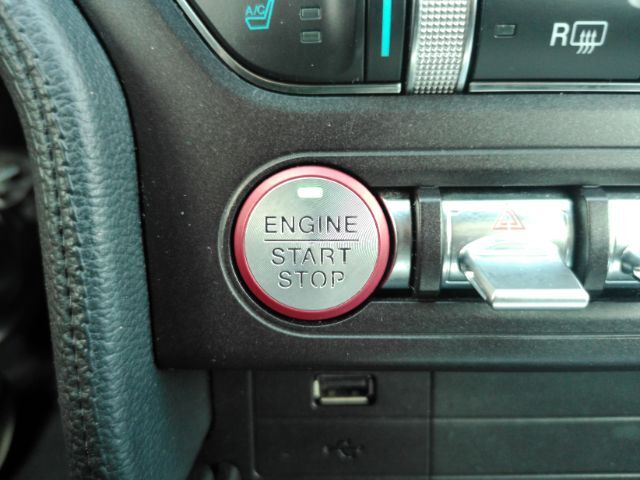 A/C
R
ENGINE
START
STOP